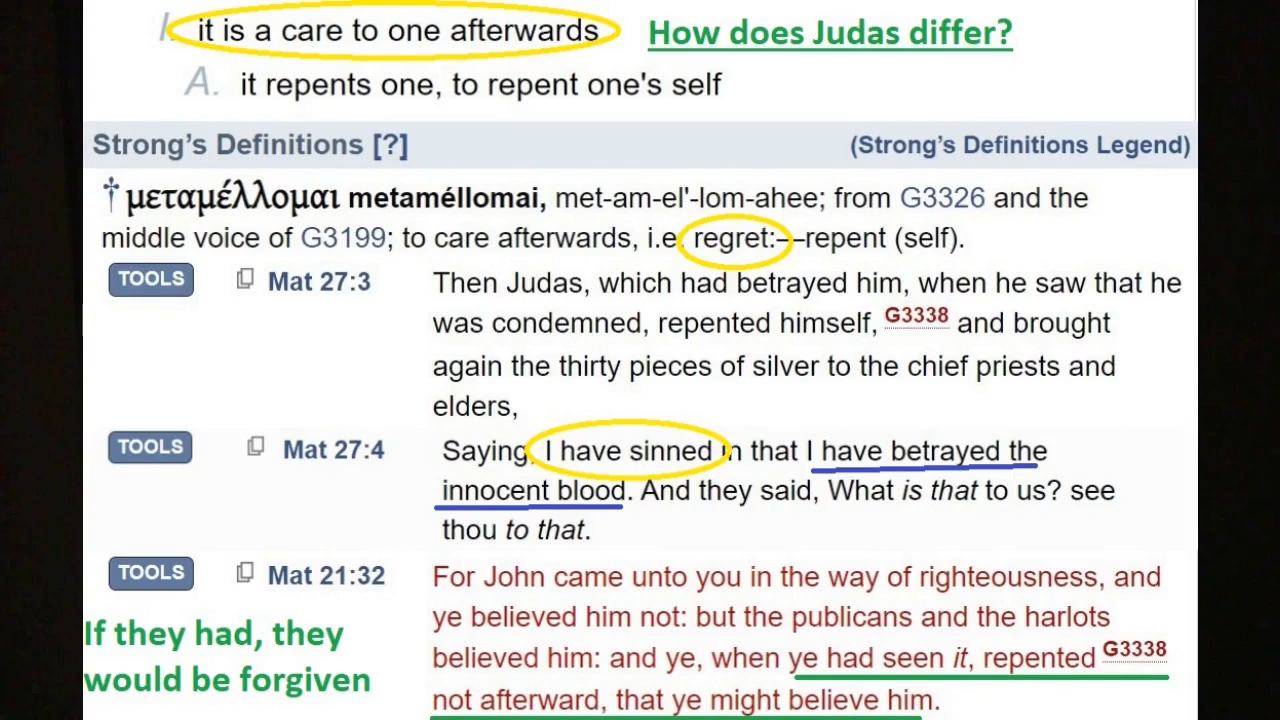 I. it is a care to one afterwards How does Judas differ?
A. it repents one, to repent one's self
Strong's Definitions [?] (Strong's Definitions Legend)
† μεταμέλλομαι metaméllomai, met-am-el'-lom-ahee; from G3326 and the
middle voice of G3199; to care afterwards, i.e. regret:—repent (self).
TOOLS Mat 27:3 Then Judas, which had betrayed him, when he saw that he
was condemned, repented himself, G3338 and brought
again the thirty pieces of silver to the chief priests and
elders,
TOOLS Mat 27:4 Saying, I have sinned in that I have betrayed the
innocent blood. And they said, What is that to us? see
thou to that.
TOOLS Mat 21:32 For John came unto you in the way of righteousness, and
ye believed him not: but the publicans and the harlots
believed him: and ye, when ye had seen it, repented G3338
not afterward, that ye might believe him.
If they had, they
would be forgiven